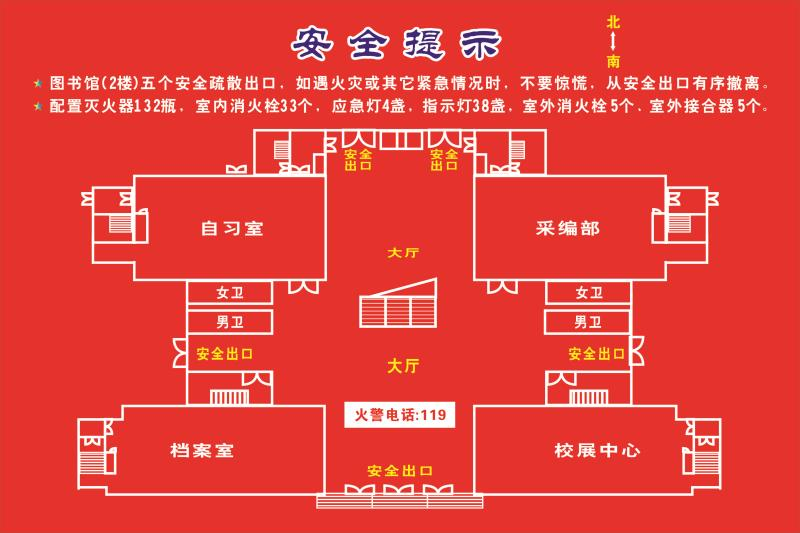 北
南
安全提示
图书馆(2楼)五个安全疏散出口，如遇火灾或其它紧急情况时，不要惊慌，从安全出口有序撤离。
配置灭火器132瓶，室内消火栓33个，应急灯4盏，指示灯38盏，室外消火栓5个、室外接合器5个。
安全
出口
安全
出口
自习室
采编部
大厅
女卫
女卫
男卫
男卫
安全出口
安全出口
大厅
火警电话:119
档案室
校展中心
安全出口